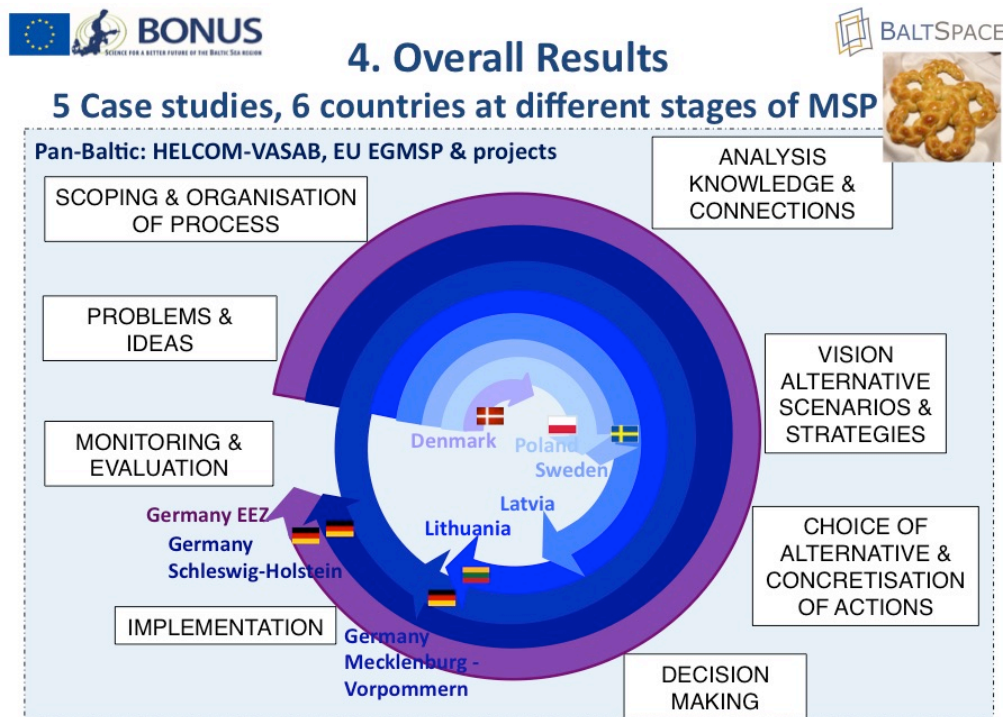 BONUS
SCIENCE FOR A BETTER FUTURE OF THE BALTIC SEA REGION
BALTSPACE
4. Overall Results
5 Case studies, 6 countries at different stages of MSP
Pan-Baltic: HELCOM-VASAB, EU EGMSP & projects
SCOPING & ORGANISATION
OF PROCESS
ANALYSIS
KNOWLEDGE &
CONNECTIONS
PROBLEMS &
IDEAS
VISION
ALTERNATIVE
SCENARIOS &
STRATEGIES
MONITORING &
EVALUATION
Denmark
Poland
Sweden
Latvia
Lithuania
Germany EEZ
Germany
Schleswig-Holstein
CHOICE OF
ALTERNATIVE &
CONCRETISATION
OF ACTIONS
IMPLEMENTATION
Germany
Mecklenburg -
Vorpommern
DECISION
MAKING